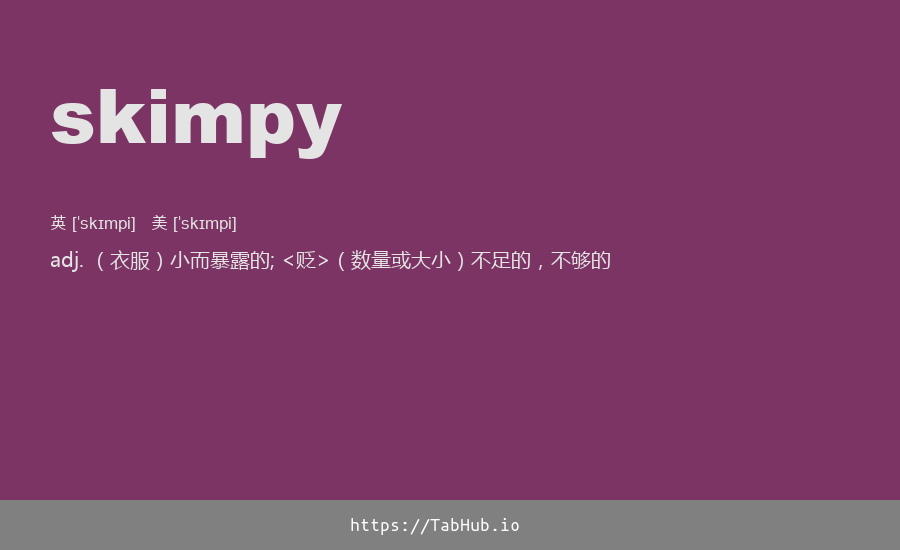 skimpy
英 [ˈskɪmpi] 美 [ˈskɪmpi]
adj. （衣服）小而暴露的; <贬>（数量或大小）不足的，不够的
https://TabHub.io